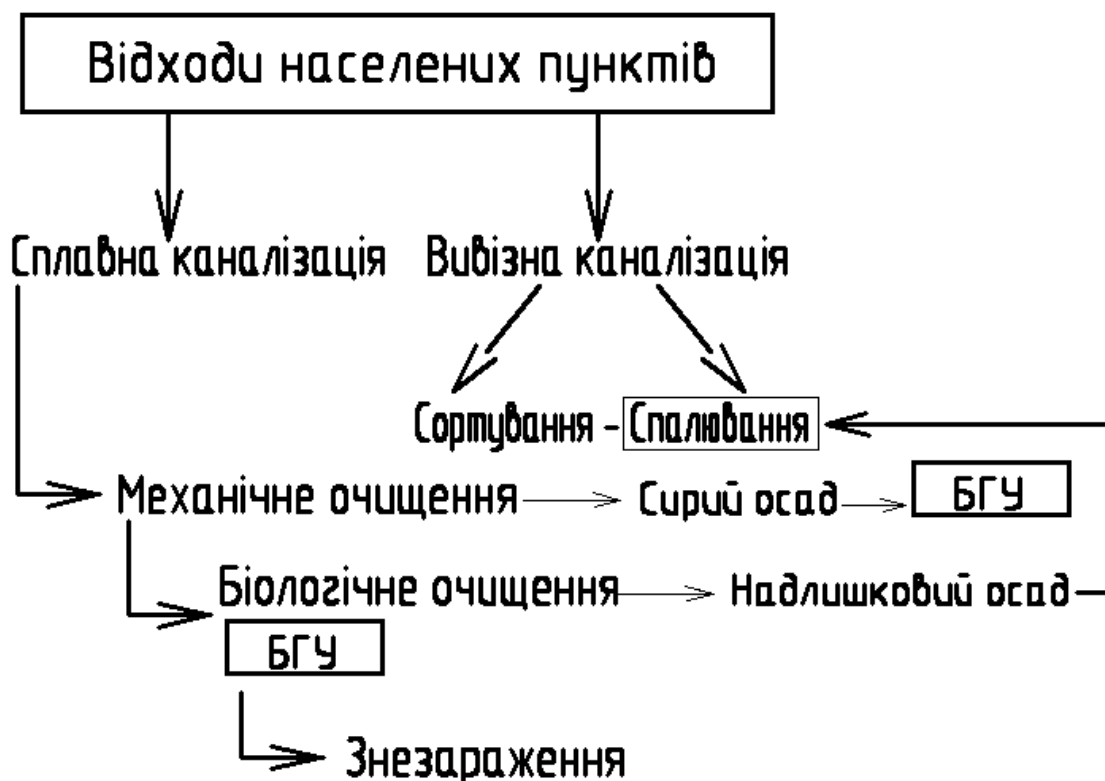 Відходи населених пунктів
Сплавна каналізація Вивізна каналізація
Сортування - Спалювання
Механічне очищення Сирий осад БГУ
Біологічне очищення Надлишковий осад
БГУ
Знезараження